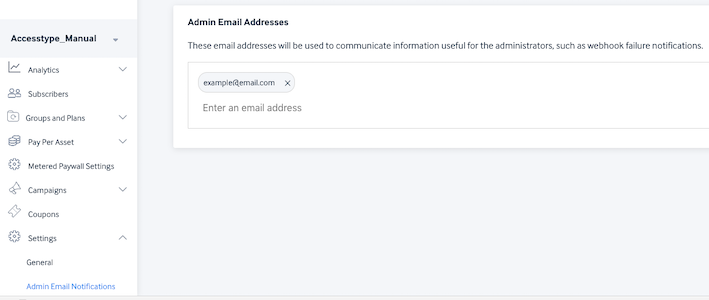 Accesstype_Manual
Analytics
Subscribers
Groups and Plans
Pay Per Asset
Metered Paywall Settings
Campaigns
Coupons
Settings
General
Admin Email Notifications
Admin Email Addresses
These email addresses will be used to communicate information useful for the administrators, such as webhook failure notifications.
example@email.com ×
Enter an email address